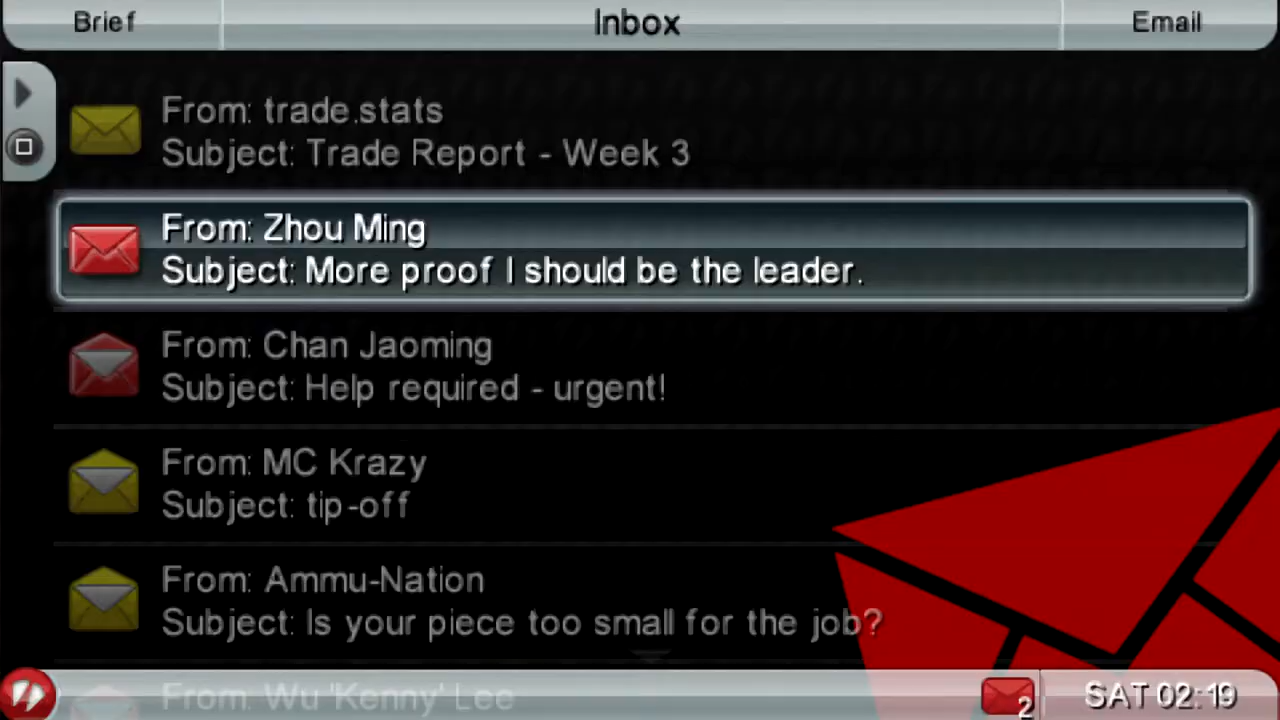 Brief
Inbox
Email
From: trade.stats
Subject: Trade Report - Week 3
From: Zhou Ming
Subject: More proof I should be the leader.
From: Chan Jaoming
Subject: Help required - urgent!
From: MC Krazy
Subject: tip-off
From: Ammu-Nation
Subject: Is your piece too small for the job?
From: Wu 'Kenny' Lee
2
SAT 02:19